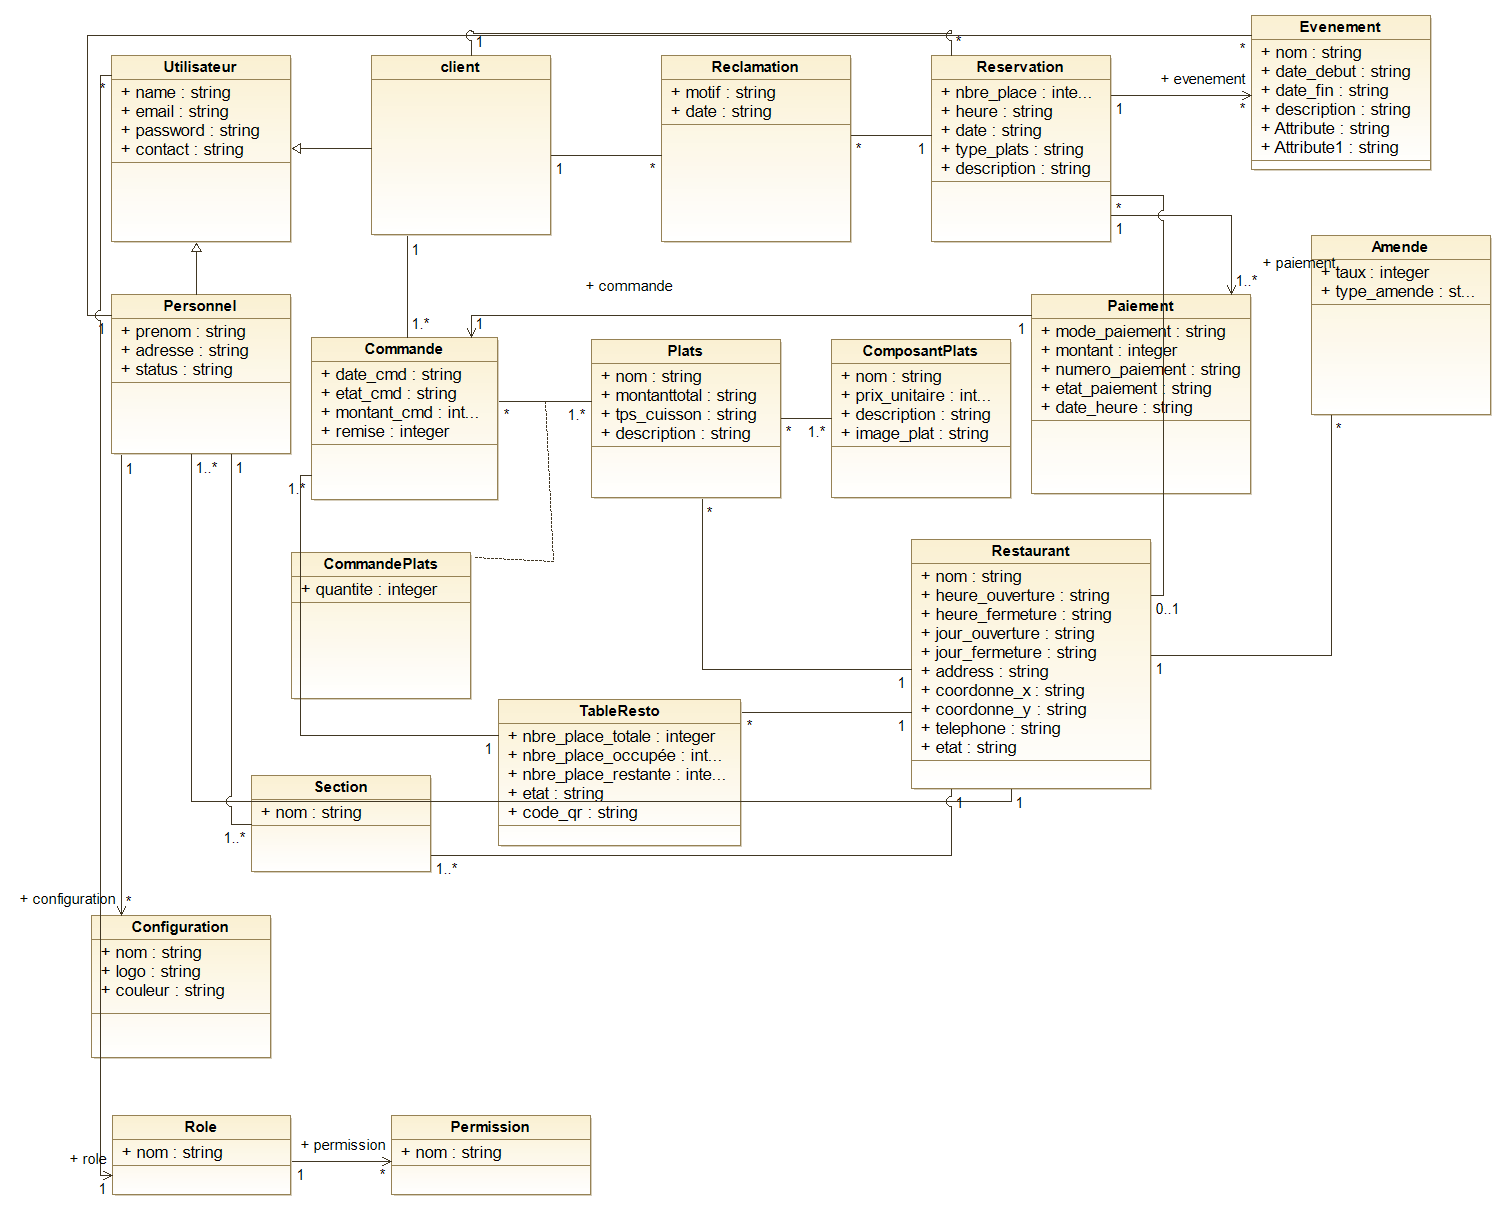 Utilisateur
+ name : string
+ email : string
+ password : string
+ contact : string
*
client
1
1
1
Reclamation
+ motif : string
+ date : string
*
*
Reservation
+ nbre_place : inte...
+ heure : string
+ date : string
+ type_plats : string
+ description : string
*
1
1
*
1
+ evenement
*
*
Evenement
+ nom : string
+ date_debut : string
+ date_fin : string
+ description : string
+ Attribute : string
+ Attribute1 : string
Personnel
+ prenom : string
+ adresse : string
+ status : string
1
1
1..*
1
+ commande
1..*
1
Commande
+ date_cmd : string
+ etat_cmd : string
+ montant_cmd : int...
+ remise : integer
*
1..*
1..*
Plats
+ nom : string
+ montanttotal : string
+ tps_cuisson : string
+ description : string
*
*
1..*
ComposantPlats
+ nom : string
+ prix_unitaire : int...
+ description : string
+ image_plat : string
+ paiement
1..*
1
Paiement
+ mode_paiement : string
+ montant : integer
+ numero_paiement : string
+ etat_paiement : string
+ date_heure : string
Amende
+ taux : integer
+ type_amende : st...
*
CommandePlats
+ quantite : integer
Restaurant
+ nom : string
+ heure_ouverture : string
+ heure_fermeture : string
+ jour_ouverture : string
+ jour_fermeture : string
+ address : string
+ coordonne_x : string
+ coordonne_y : string
+ telephone : string
+ etat : string
0..1
1
1
1
1
1
TableResto
+ nbre_place_totale : integer
+ nbre_place_occupée : int...
+ nbre_place_restante : inte...
+ etat : string
+ code_qr : string
1
*
Section
+ nom : string
1..*
1..*
+ configuration
*
Configuration
+ nom : string
+ logo : string
+ couleur : string
+ role
1
Role
+ nom : string
1
+ permission
*
Permission
+ nom : string